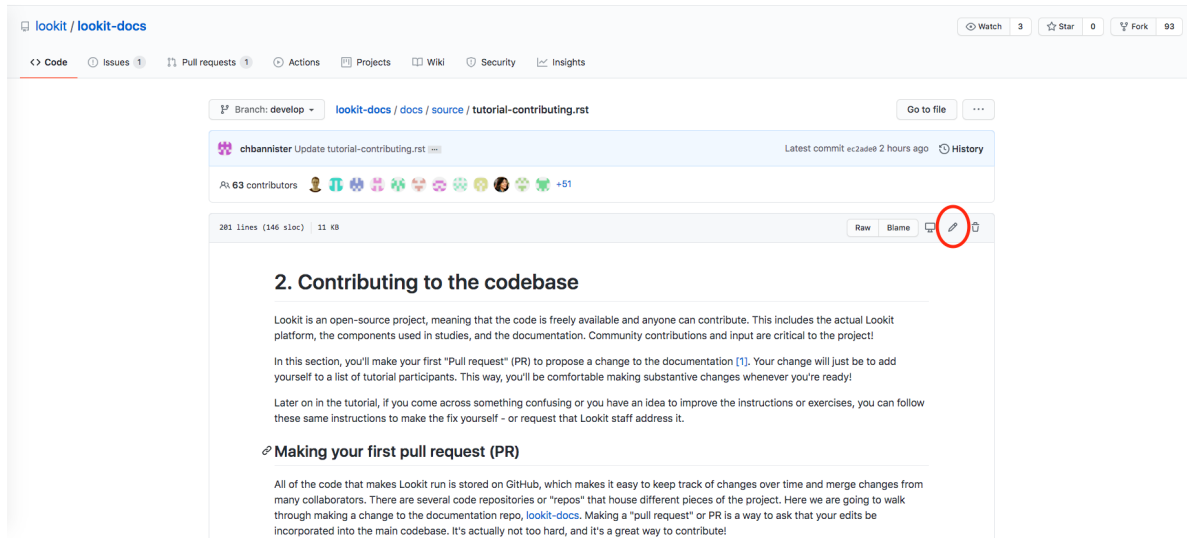 lookit / lookit-docs
Watch 3 Star 0 Fork 93
Code Issues 1 Pull requests 1 Actions Projects Wiki Security Insights
Branch: develop lookit-docs / docs / source / tutorial-contributing.rst Go to file ...
chbannister Update tutorial-contributing.rst ... Latest commit ec2ade0 2 hours ago History
63 contributors +51
201 lines (146 sloc) 11 KB Raw Blame
2. Contributing to the codebase
Lookit is an open-source project, meaning that the code is freely available and anyone can contribute. This includes the actual Lookit
platform, the components used in studies, and the documentation. Community contributions and input are critical to the project!
In this section, you'll make your first "Pull request" (PR) to propose a change to the documentation [1]. Your change will just be to add
yourself to a list of tutorial participants. This way, you'll be comfortable making substantive changes whenever you're ready!
Later on in the tutorial, if you come across something confusing or you have an idea to improve the instructions or exercises, you can follow
these same instructions to make the fix yourself - or request that Lookit staff address it.
Making your first pull request (PR)
All of the code that makes Lookit run is stored on GitHub, which makes it easy to keep track of changes over time and merge changes from
many collaborators. There are several code repositories or "repos" that house different pieces of the project. Here we are going to walk
through making a change to the documentation repo, lookit-docs. Making a "pull request" or PR is a way to ask that your edits be
incorporated into the main codebase. It's actually not too hard, and it's a great way to contribute!